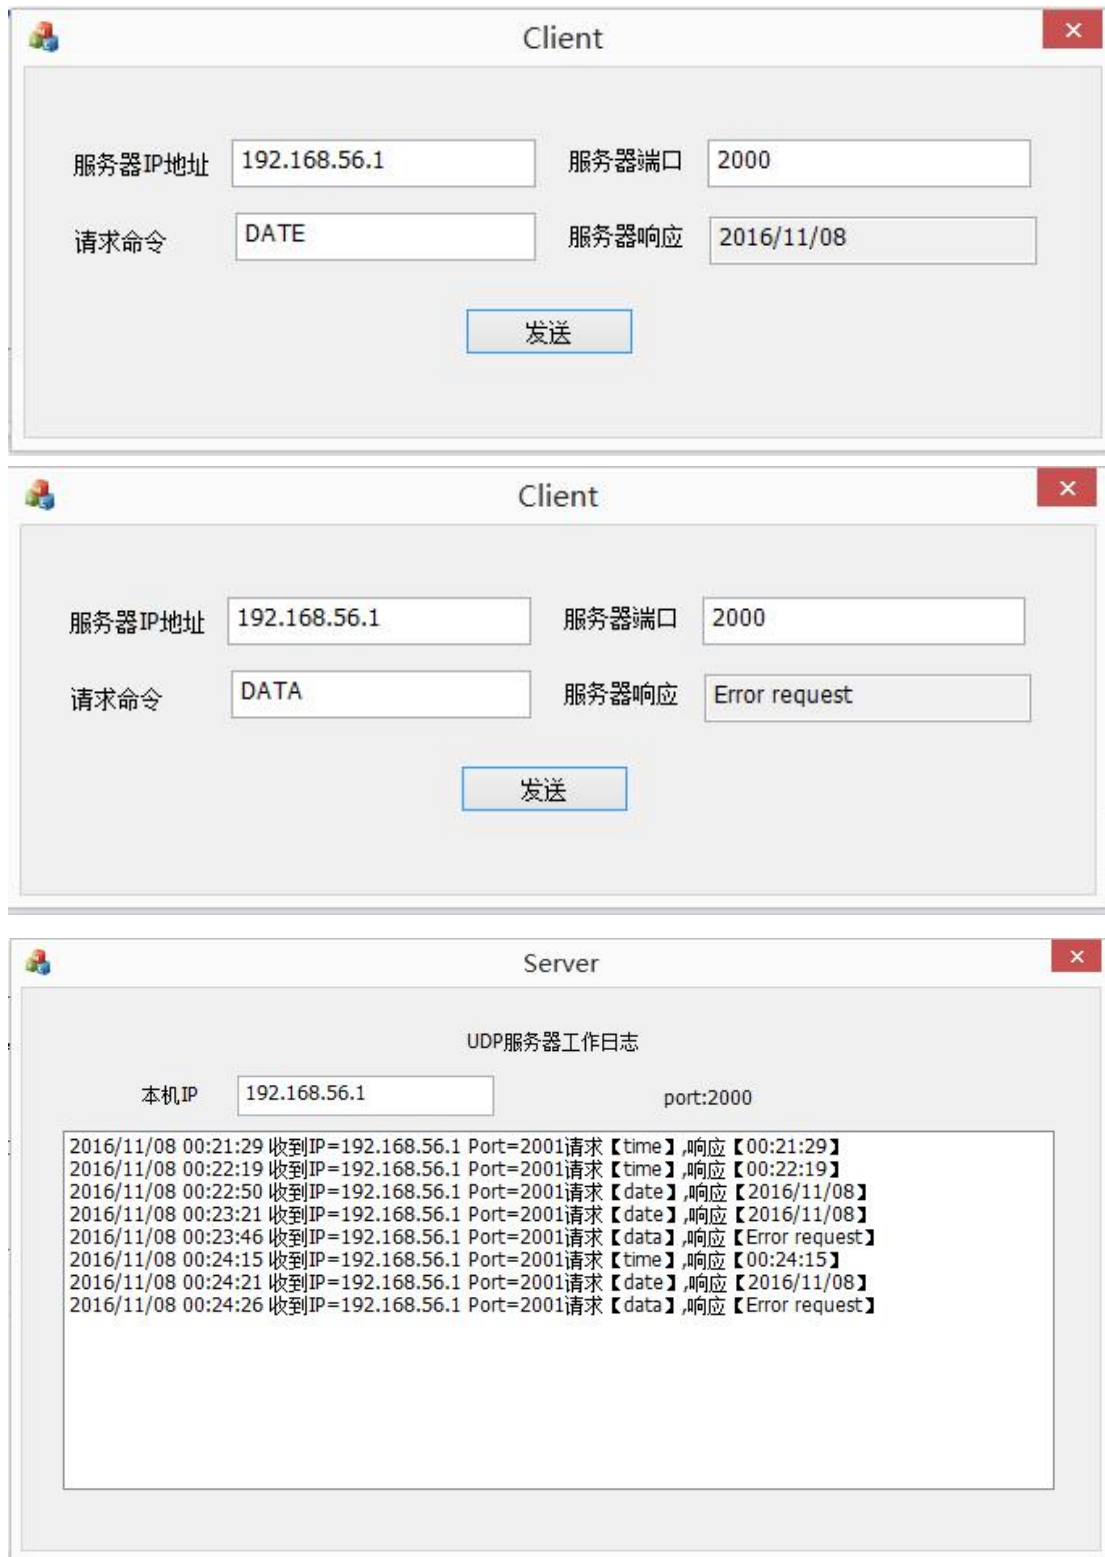 Client
服务器IP地址 192.168.56.1 服务器端口 2000
请求命令 DATE 服务器响应 2016/11/08
发送
Client
服务器IP地址 192.168.56.1 服务器端口 2000
请求命令 DATA 服务器响应 Error request
发送
Server
UDP服务器工作日志
本机IP 192.168.56.1 port:2000
2016/11/08 00:21:29 收到IP=192.168.56.1 Port=2001请求【time】,响应【00:21:29】
2016/11/08 00:22:19 收到IP=192.168.56.1 Port=2001请求【time】,响应【00:22:19】
2016/11/08 00:22:50 收到IP=192.168.56.1 Port=2001请求【date】,响应【2016/11/08】
2016/11/08 00:23:21 收到IP=192.168.56.1 Port=2001请求【date】,响应【2016/11/08】
2016/11/08 00:23:46 收到IP=192.168.56.1 Port=2001请求【data】,响应【Error request】
2016/11/08 00:24:15 收到IP=192.168.56.1 Port=2001请求【time】,响应【00:24:15】
2016/11/08 00:24:21 收到IP=192.168.56.1 Port=2001请求【date】,响应【2016/11/08】
2016/11/08 00:24:26 收到IP=192.168.56.1 Port=2001请求【data】,响应【Error request】